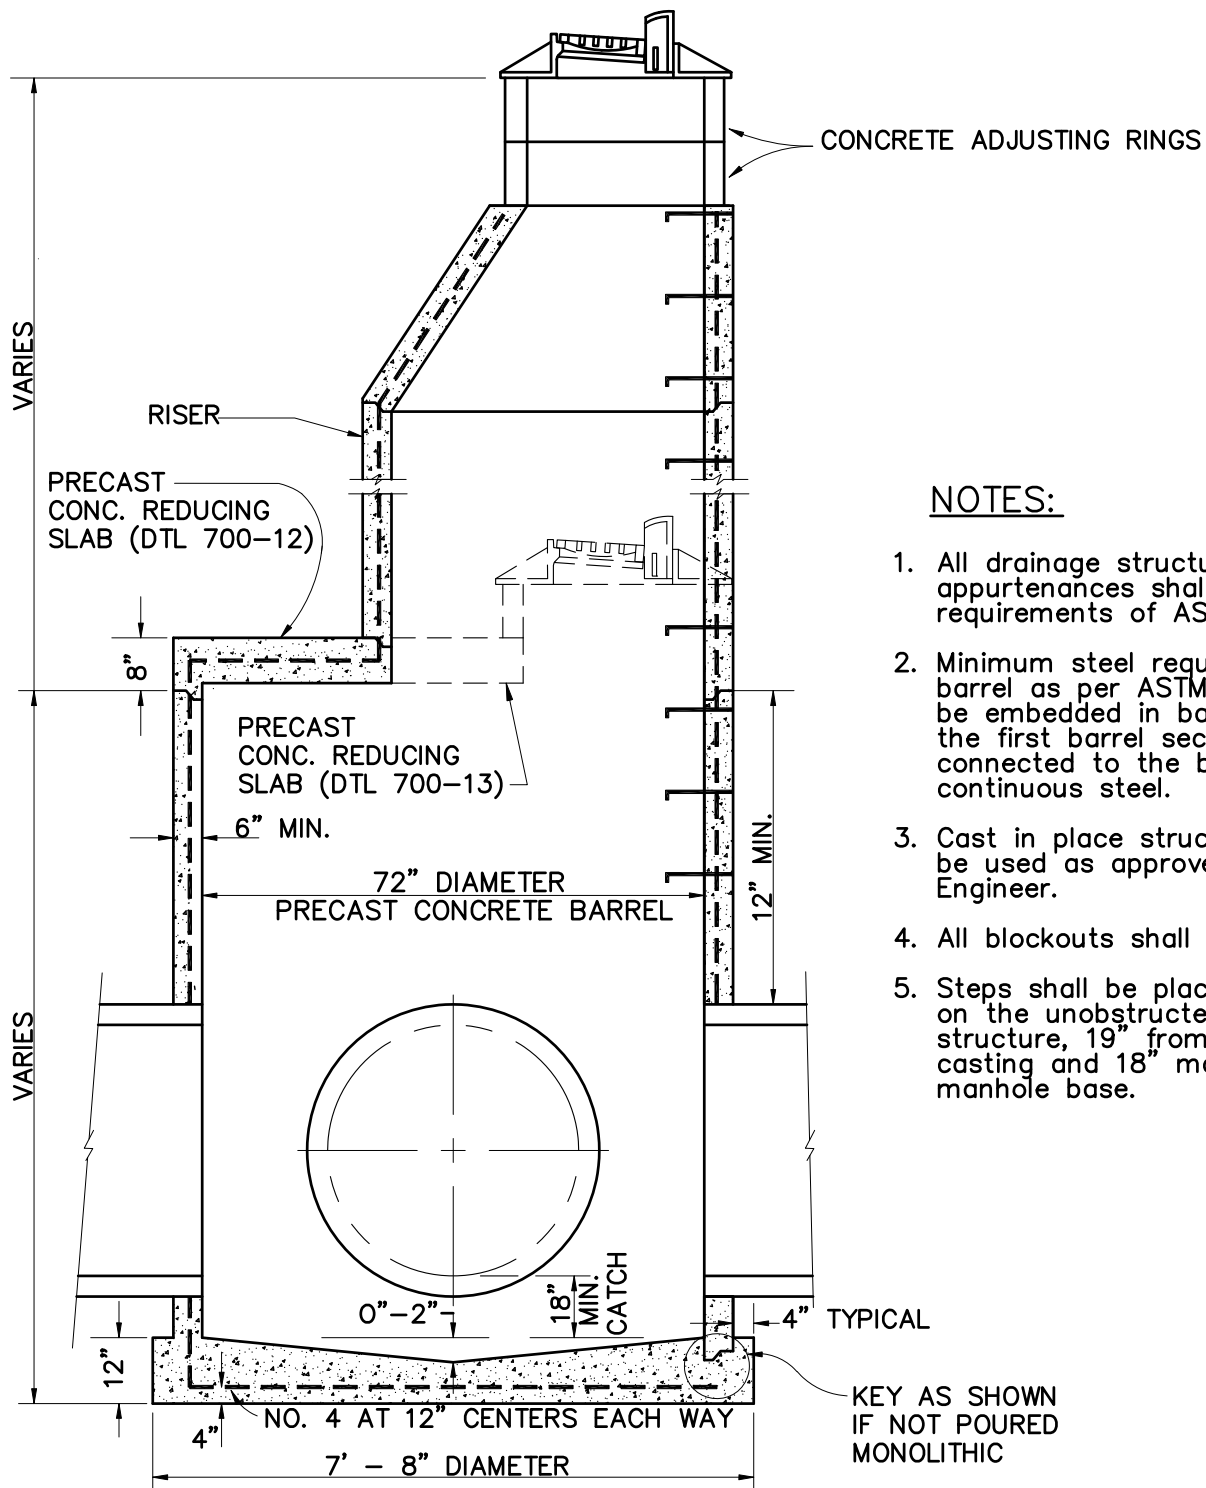 CONCRETE ADJUSTING RINGS
VARIES
RISER
PRECAST
CONC. REDUCING
SLAB (DTL 700-12)
8"
PRECAST
CONC. REDUCING
SLAB (DTL 700-13)
6" MIN.
72" DIAMETER
PRECAST CONCRETE BARREL
12" MIN.
VARIES
0"-2"
18"
MIN.
CATCH
4" TYPICAL
12"
4"
NO. 4 AT 12" CENTERS EACH WAY
7' - 8" DIAMETER
KEY AS SHOWN
IF NOT POURED
MONOLITHIC
NOTES:
1. All drainage structu
appurtenances shal
requirements of AS
2. Minimum steel requ
barrel as per ASTM
be embedded in ba
the first barrel sec
connected to the b
continuous steel.
3. Cast in place struc
be used as approve
Engineer.
4. All blockouts shall
5. Steps shall be plac
on the unobstructe
structure, 19" from
casting and 18" m
manhole base.